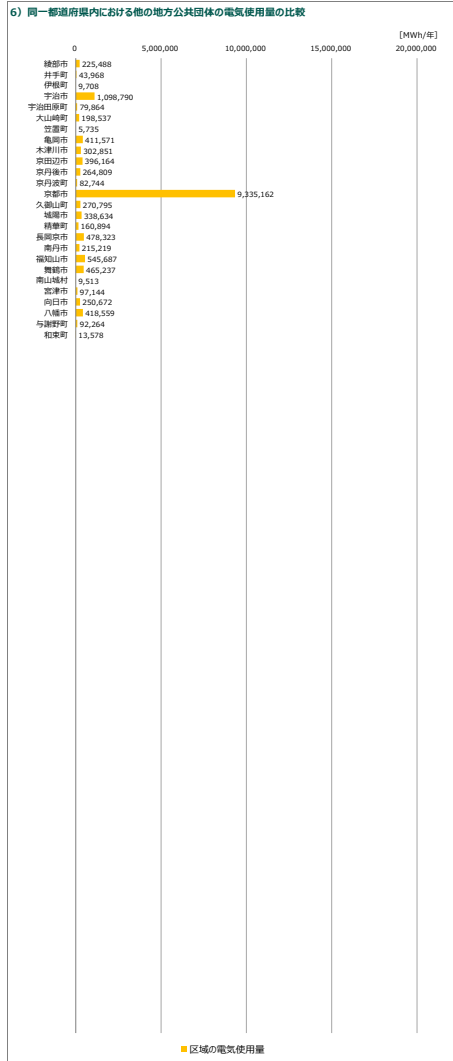 6）同一都道府県内における他の地方公共団体の電気使用量の比較
[MWh/年]
0 5,000,000 10,000,000 15,000,000 20,000,000
綾部市 225,488
井手町 43,968
伊根町 9,708
宇治市 1,098,790
宇治田原町 79,864
大山崎町 198,537
笠置町 5,735
亀岡市 411,571
木津川市 302,851
京田辺市 396,164
京丹後市 264,809
京丹波町 82,744
京都市 9,335,162
久御山町 270,795
城陽市 338,634
精華町 160,894
長岡京市 478,323
南丹市 215,219
福知山市 545,687
舞鶴市 465,237
南山城村 9,513
宮津市 97,144
向日市 250,672
八幡市 418,559
与謝野町 92,264
和束町 13,578
区域の電気使用量